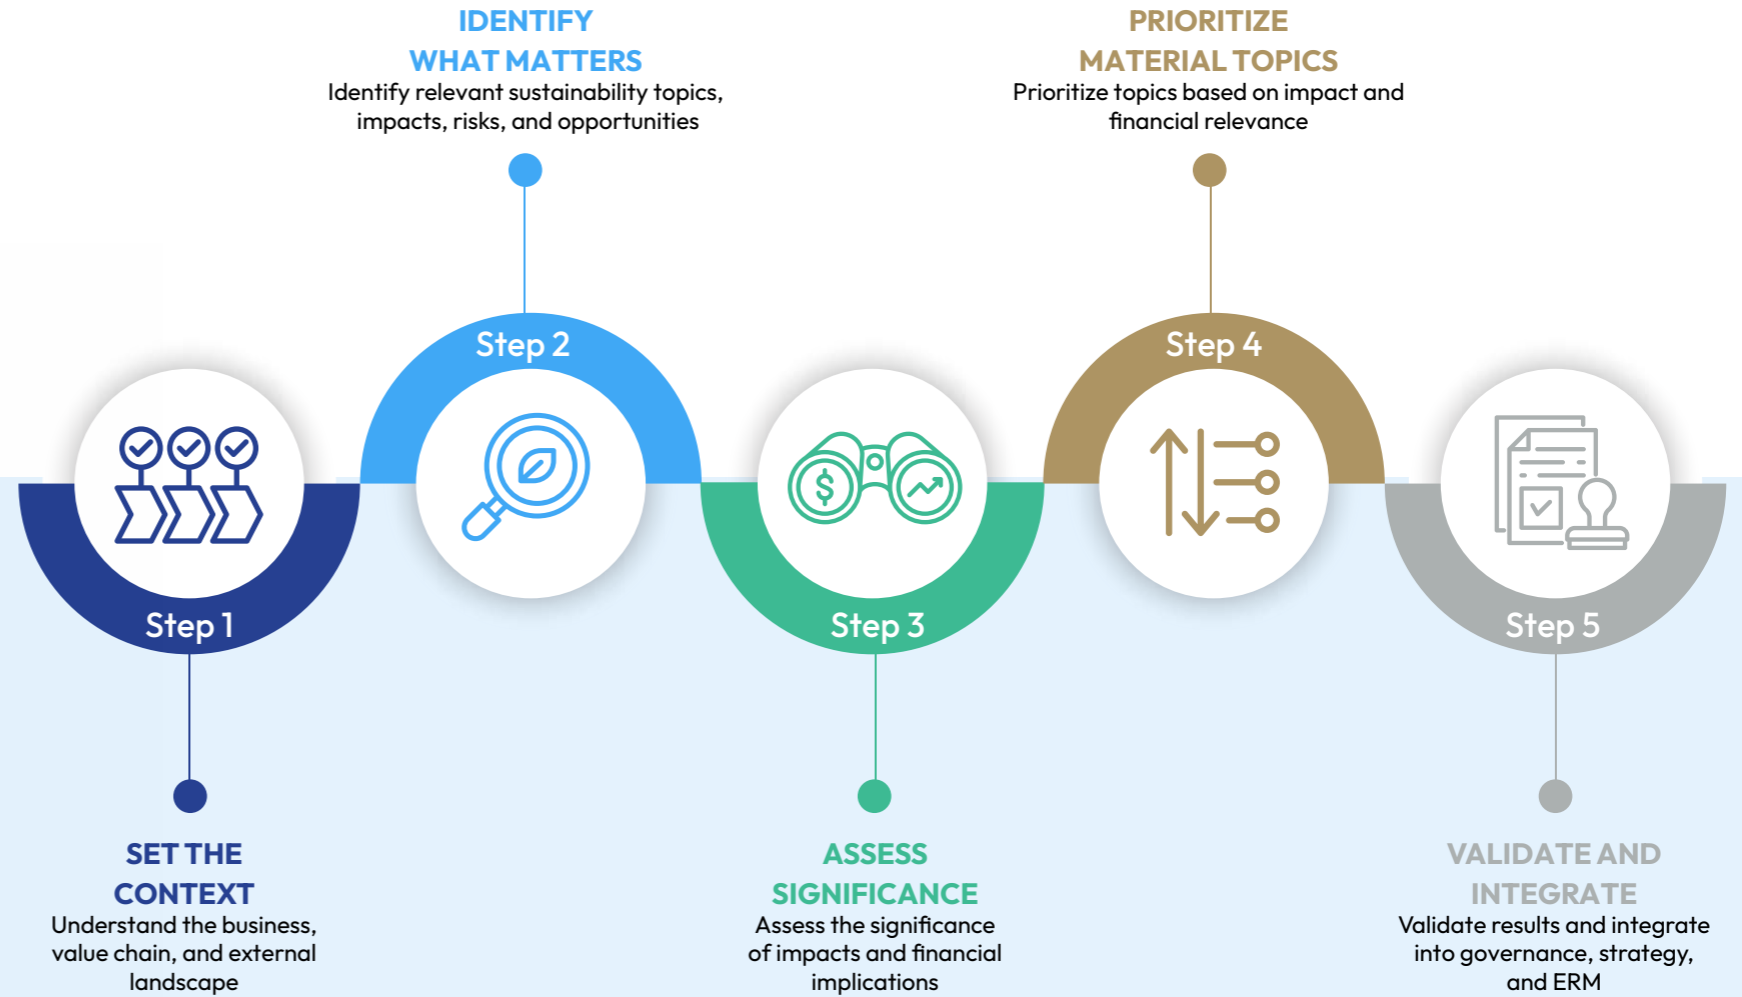 IDENTIFY
WHAT MATTERS
Identify relevant sustainability topics,
impacts, risks, and opportunities
PRIORITIZE
MATERIAL TOPICS
Prioritize topics based on impact and
financial relevance
Step 2
Step 4
$
Step 1
Step 3
Step 5
SET THE
CONTEXT
Understand the business,
value chain, and external
landscape
ASSESS
SIGNIFICANCE
Assess the significance
of impacts and financial
implications
VALIDATE AND
INTEGRATE
Validate results and integrate
into governance, strategy,
and ERM